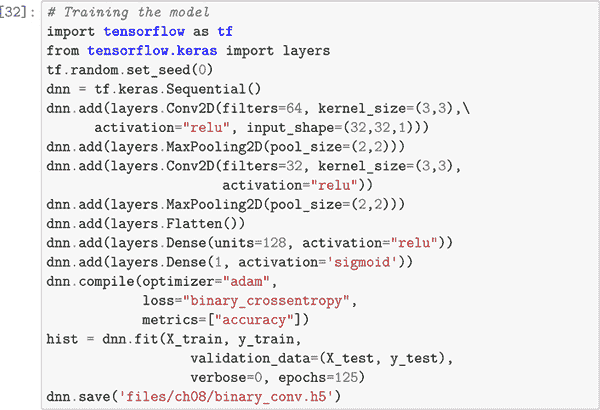 [32]: # Training the model
import tensorflow as tf
from tensorflow.keras import layers
tf.random.set_seed(0)
dnn = tf.keras.Sequential()
dnn.add(layers.Conv2D(filters=64, kernel_size=(3,3),\
activation="relu", input_shape=(32,32,1)))
dnn.add(layers.MaxPooling2D(pool_size=(2,2)))
dnn.add(layers.Conv2D(filters=32, kernel_size=(3,3),
activation="relu"))
dnn.add(layers.MaxPooling2D(pool_size=(2,2)))
dnn.add(layers.Flatten())
dnn.add(layers.Dense(units=128, activation="relu"))
dnn.add(layers.Dense(1, activation='sigmoid'))
dnn.compile(optimizer="adam",
loss="binary_crossentropy",
metrics=["accuracy"])
hist = dnn.fit(X_train, y_train,
validation_data=(X_test, y_test),
verbose=0, epochs=125)
dnn.save('files/ch08/binary_conv.h5')